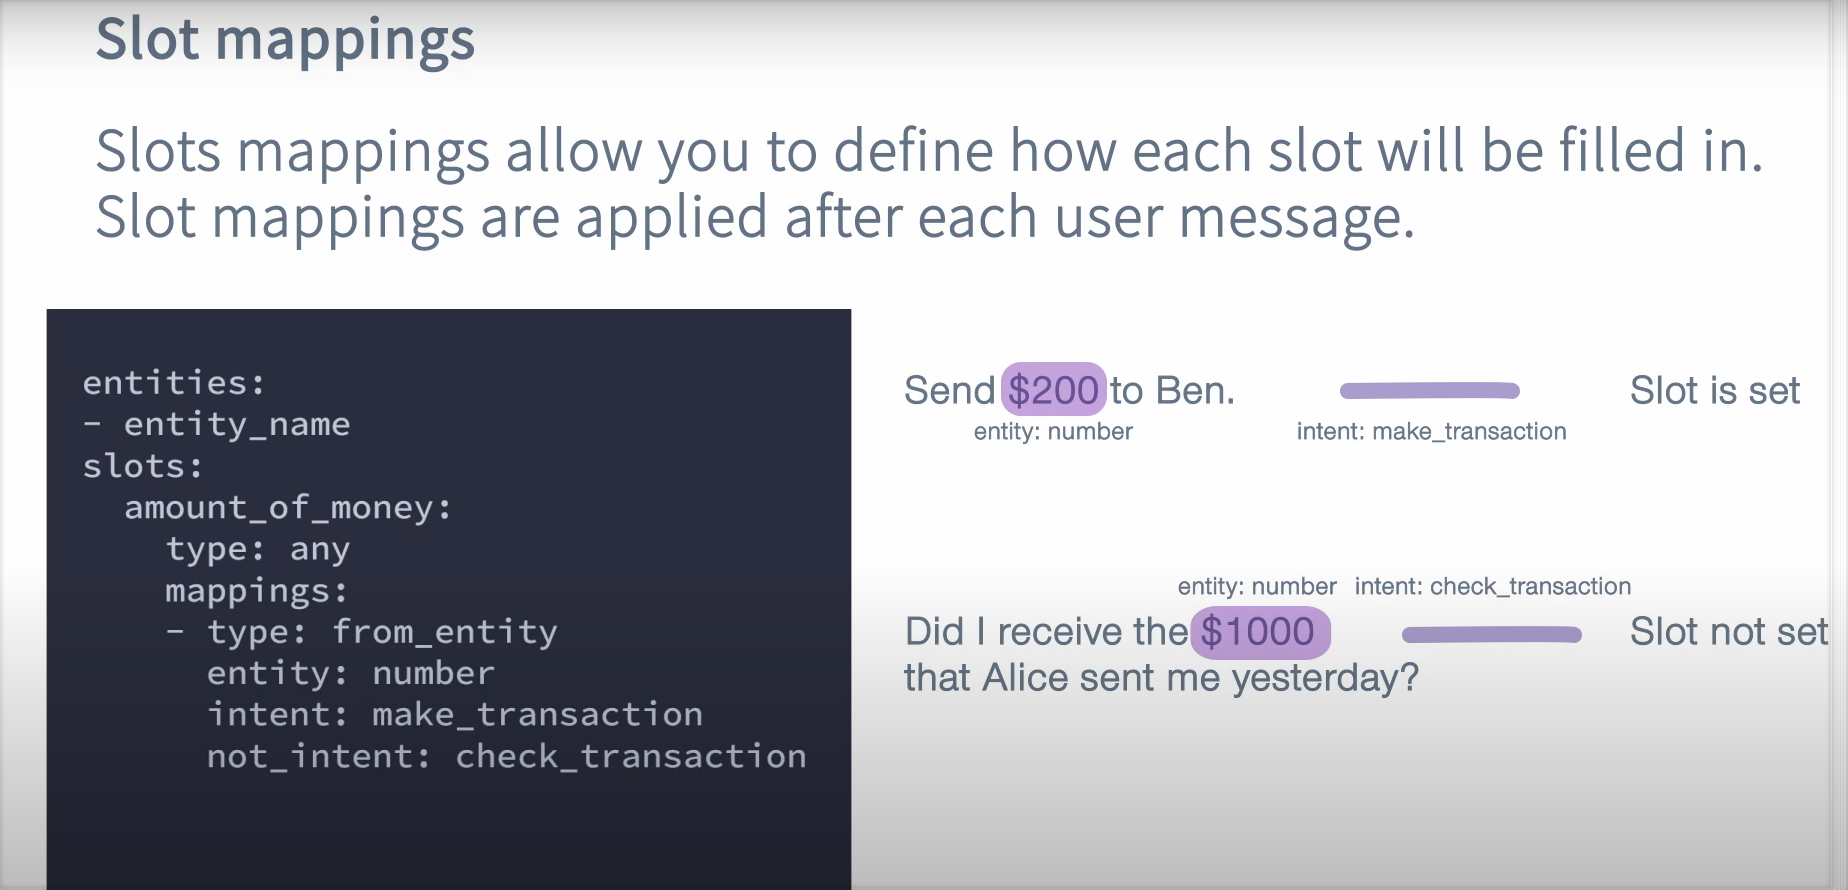 Slot mappings
Slots mappings allow you to define how each slot will be filled in.
Slot mappings are applied after each user message.
entities:
- entity_name
slots:
  amount_of_money:
    type: any
    mappings:
    - type: from_entity
      entity: number
      intent: make_transaction
      not_intent: check_transaction
Send $200 to Ben.
entity: number
intent: make_transaction
Slot is set
entity: number
intent: check_transaction
Did I receive the $1000
that Alice sent me yesterday?
Slot not set